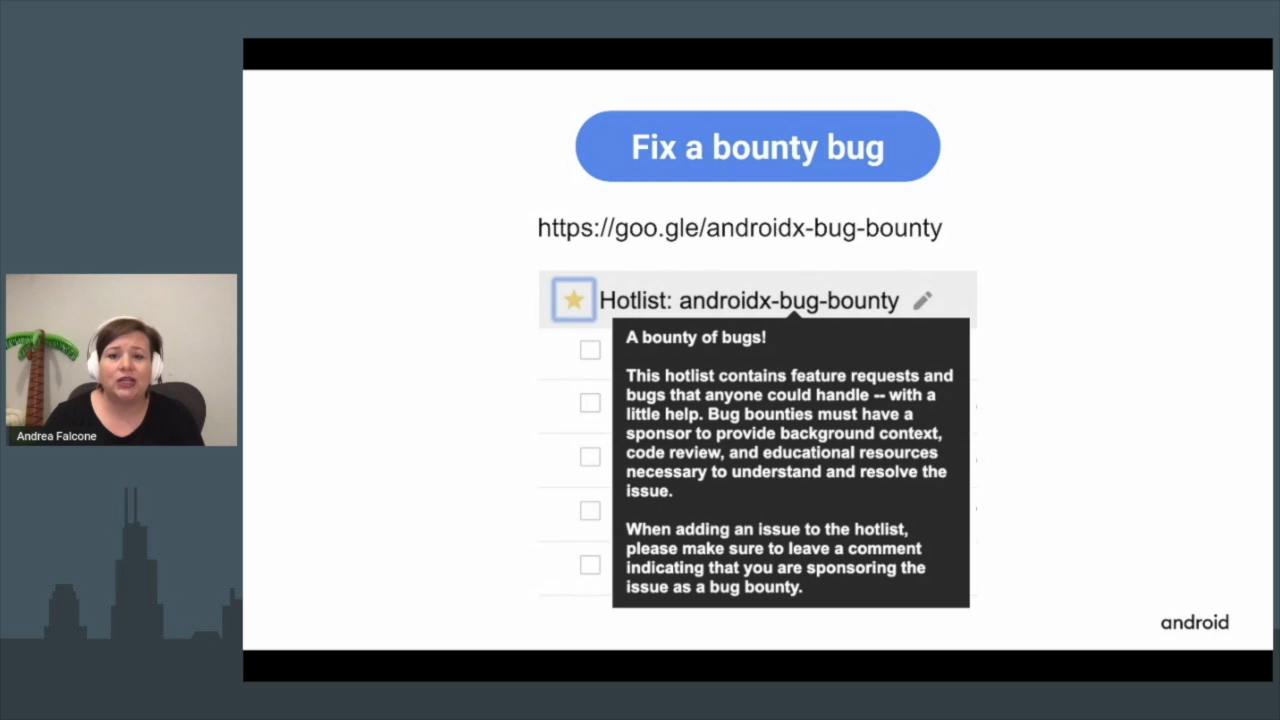 Fix a bounty bug
https://goo.gle/androidx-bug-bounty
Hotlist: androidx-bug-bounty
A bounty of bugs!
This hotlist contains feature requests and
bugs that anyone could handle -- with a
little help. Bug bounties must have a
sponsor to provide background context,
code review, and educational resources
necessary to understand and resolve the
issue.
When adding an issue to the hotlist,
please make sure to leave a comment
indicating that you are sponsoring the
issue as a bug bounty.
Andrea Falcone
android